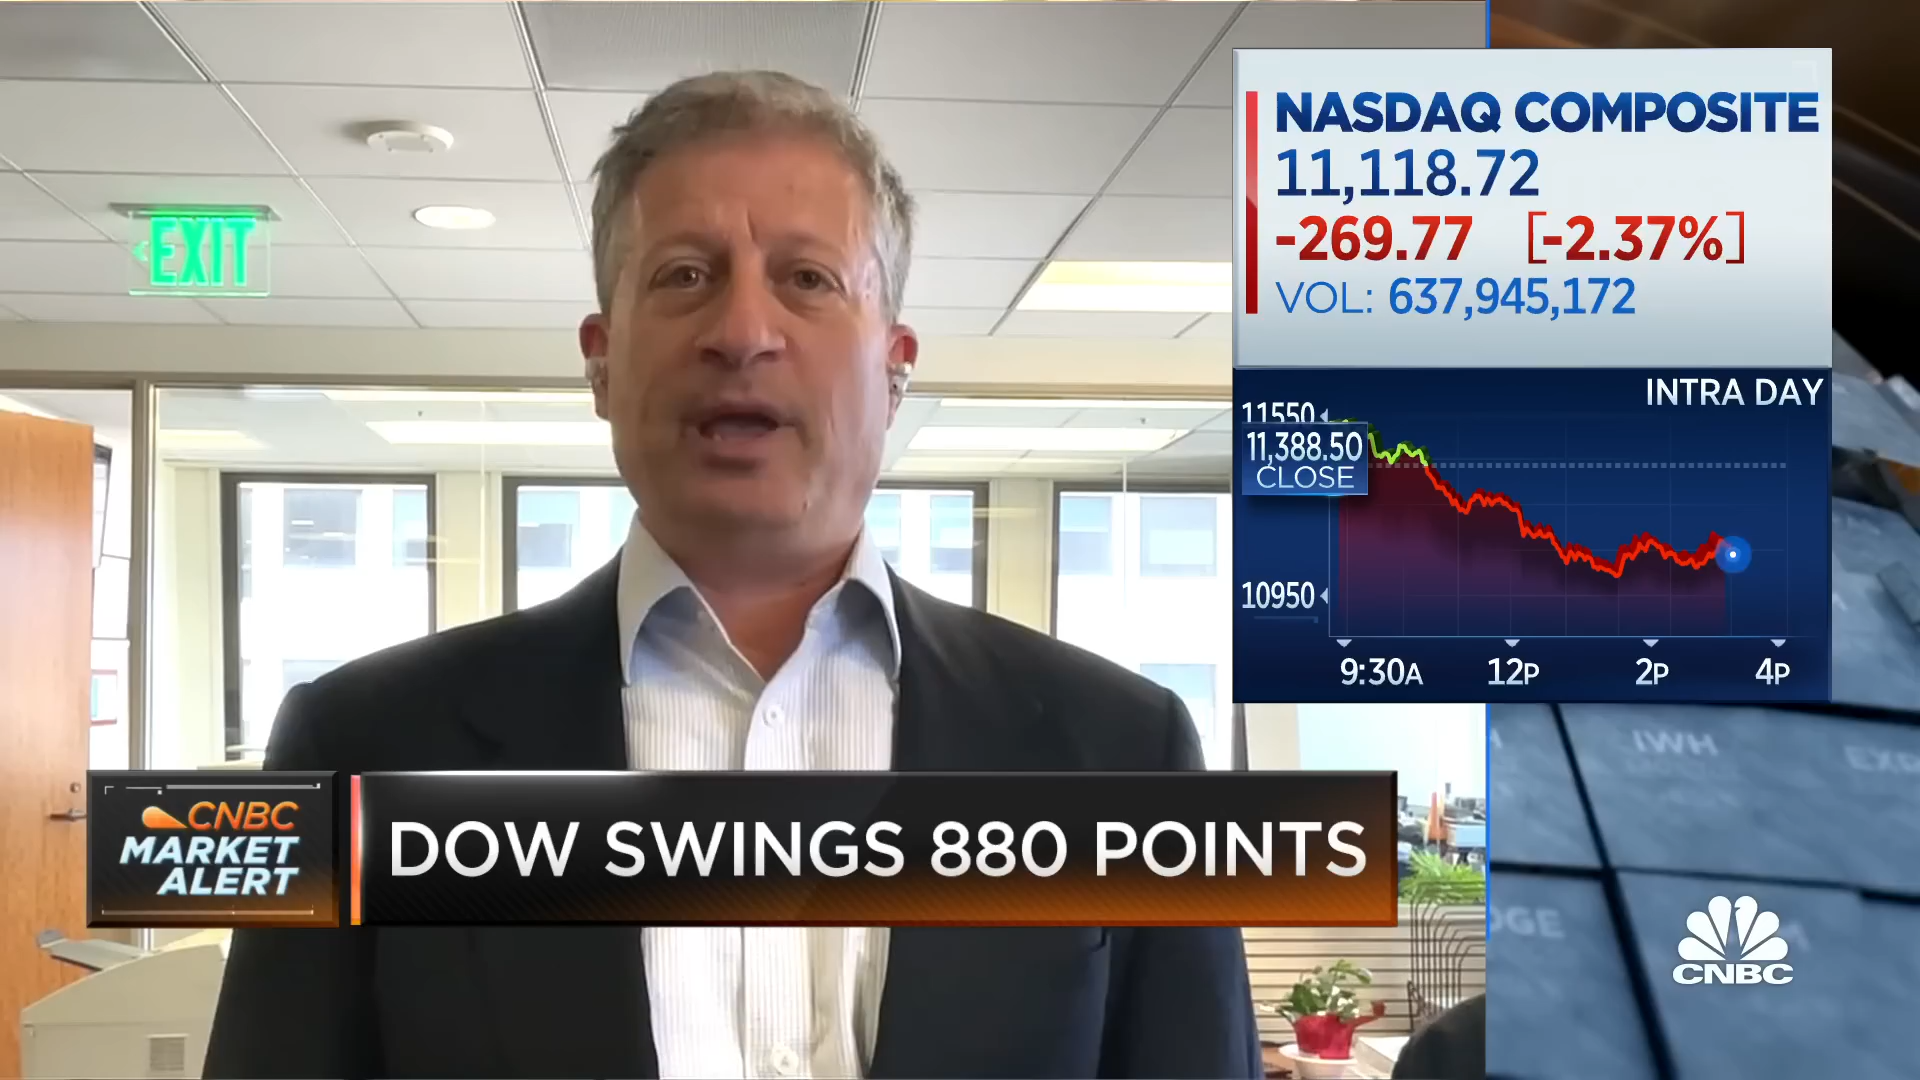 EXIT
NASDAQ COMPOSITE
11,118.72
-269.77 [-2.37%]
VOL: 637,945,172
INTRA DAY
11550
11,388.50
CLOSE
10950
9:30A 12P 2P 4P
CNBC
MARKET
ALERT
DOW SWINGS 880 POINTS
IWH
CNBC